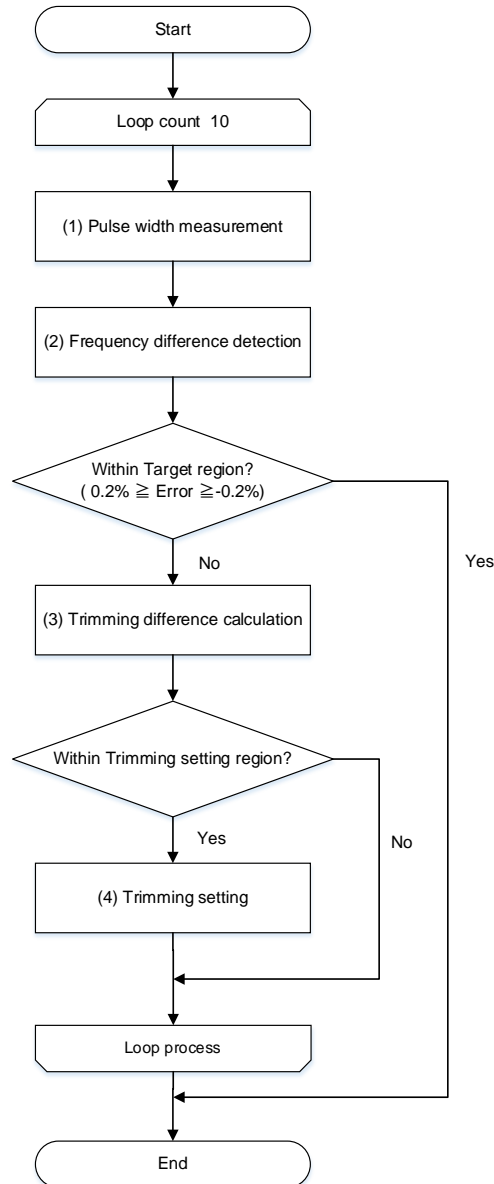 Start
Loop count  10
(1) Pulse width measurement
(2) Frequency difference detection
Within Target region?
( 0.2% ≧ Error ≧-0.2%)
Yes
No
(3) Trimming difference calculation
Within Trimming setting region?
Yes
No
(4) Trimming setting
Loop process
End